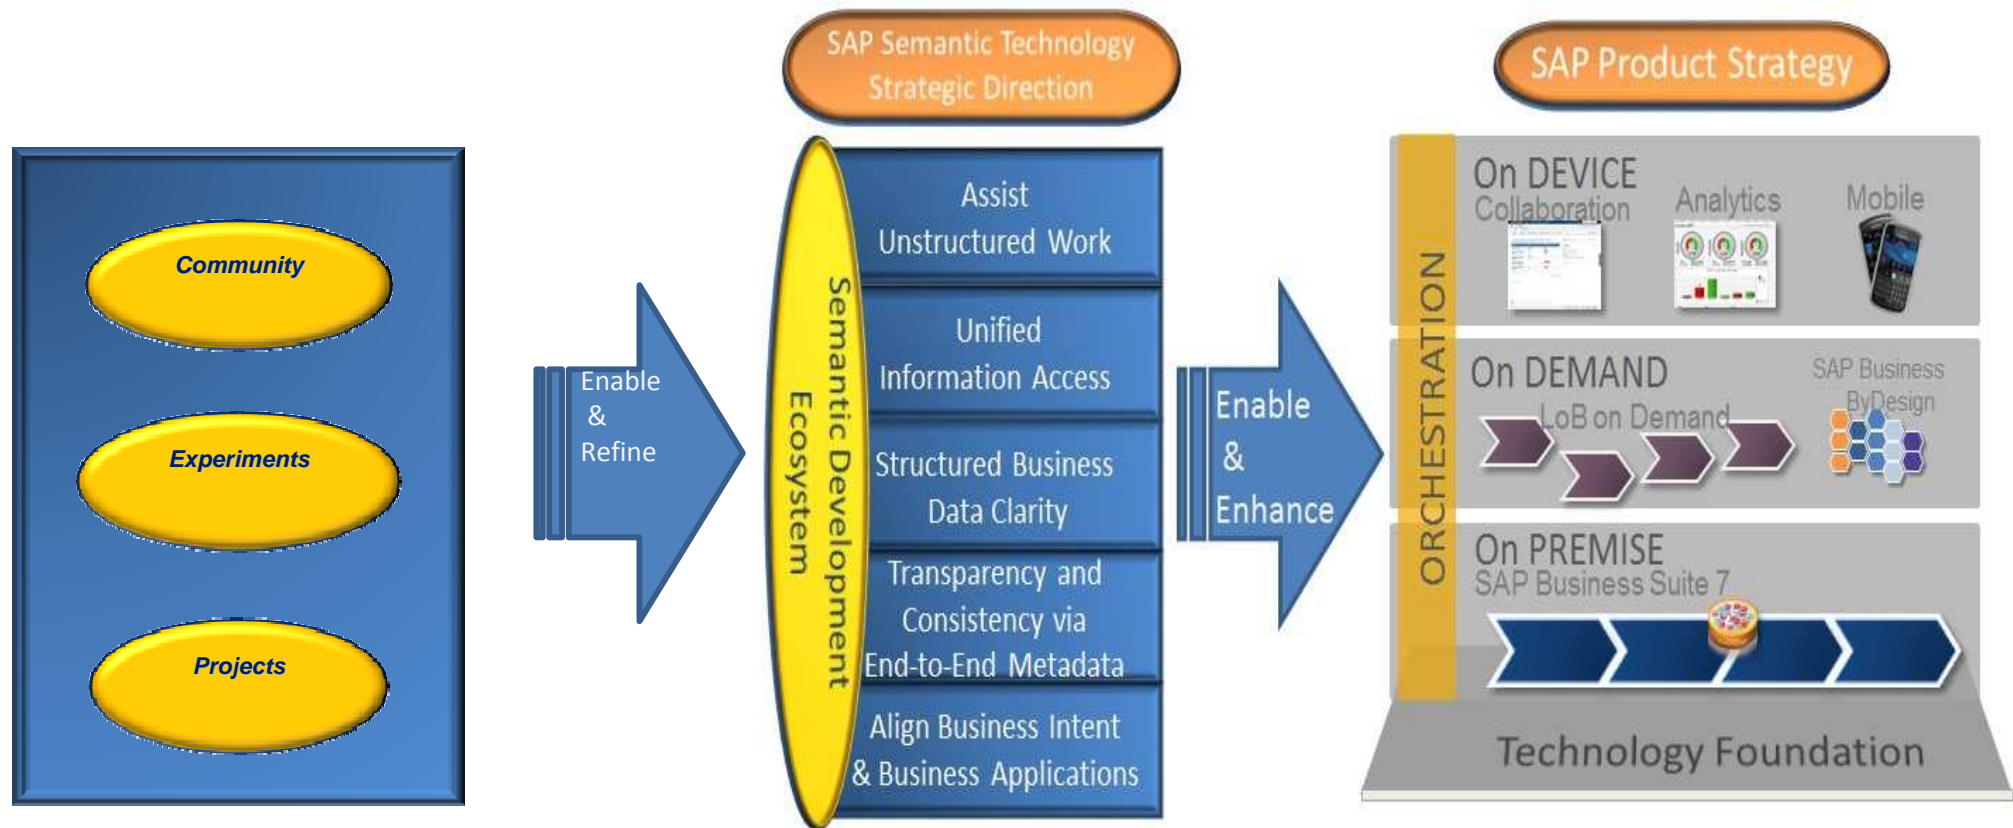 Community
Experiments
Projects
Enable
&
Refine
SAP Semantic Technology
Strategic Direction
Semantic Development
Ecosystem
Assist
Unstructured Work
Unified
Information Access
Structured Business
Data Clarity
Transparency and
Consistency via
End-to-End Metadata
Align Business Intent
& Business Applications
Enable
&
Enhance
SAP Product Strategy
ORCHESTRATION
On DEVICE
Collaboration
Analytics
Mobile
On DEMAND
LoB on Demand
SAP Business
ByDesign
On PREMISE
SAP Business Suite 7
Technology Foundation